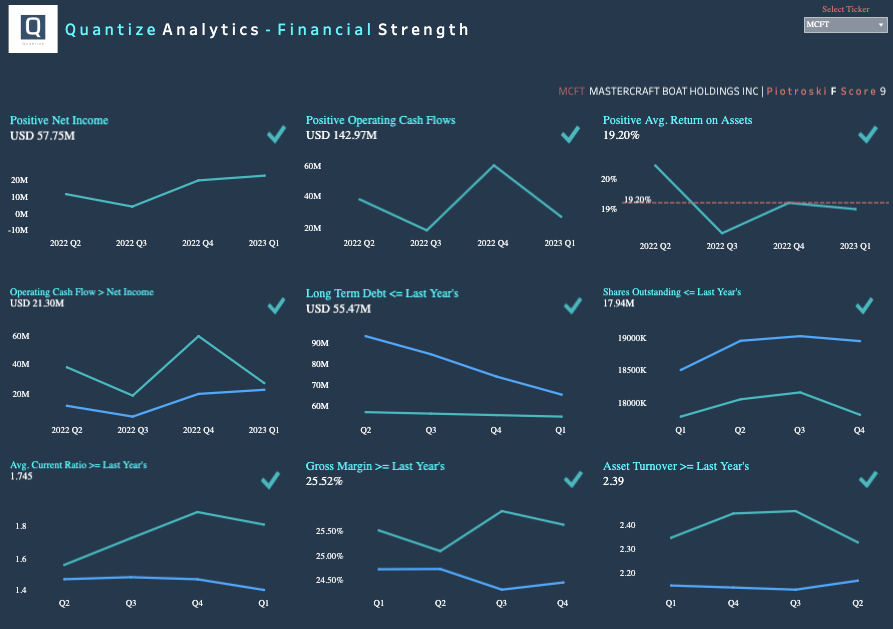 Q
QUANTIZE
Quantize Analytics - Financial Strength
Select Ticker
MCFT
MCFT MASTERCRAFT BOAT HOLDINGS INC | Piotroski F Score 9
Positive Net Income
USD 57.75M
20M
10M
0M
-10M
2022 Q2 2022 Q3 2022 Q4 2023 Q1
Positive Operating Cash Flows
USD 142.97M
60M
40M
20M
2022 Q2 2022 Q3 2022 Q4 2023 Q1
Positive Avg. Return on Assets
19.20%
20%
19.20%
19%
2022 Q2 2022 Q3 2022 Q4 2023 Q1
Operating Cash Flow > Net Income
USD 21.30M
60M
40M
20M
2022 Q2 2022 Q3 2022 Q4 2023 Q1
Long Term Debt <= Last Year's
USD 55.47M
90M
80M
70M
60M
Q2 Q3 Q4 Q1
Shares Outstanding <= Last Year's
17.94M
19000K
18500K
18000K
Q1 Q2 Q3 Q4
Avg. Current Ratio >= Last Year's
1.745
1.8
1.6
1.4
Q2 Q3 Q4 Q1
Gross Margin >= Last Year's
25.52%
25.50%
25.00%
24.50%
Q1 Q2 Q3 Q4
Asset Turnover >= Last Year's
2.39
2.40
2.30
2.20
Q1 Q4 Q3 Q2